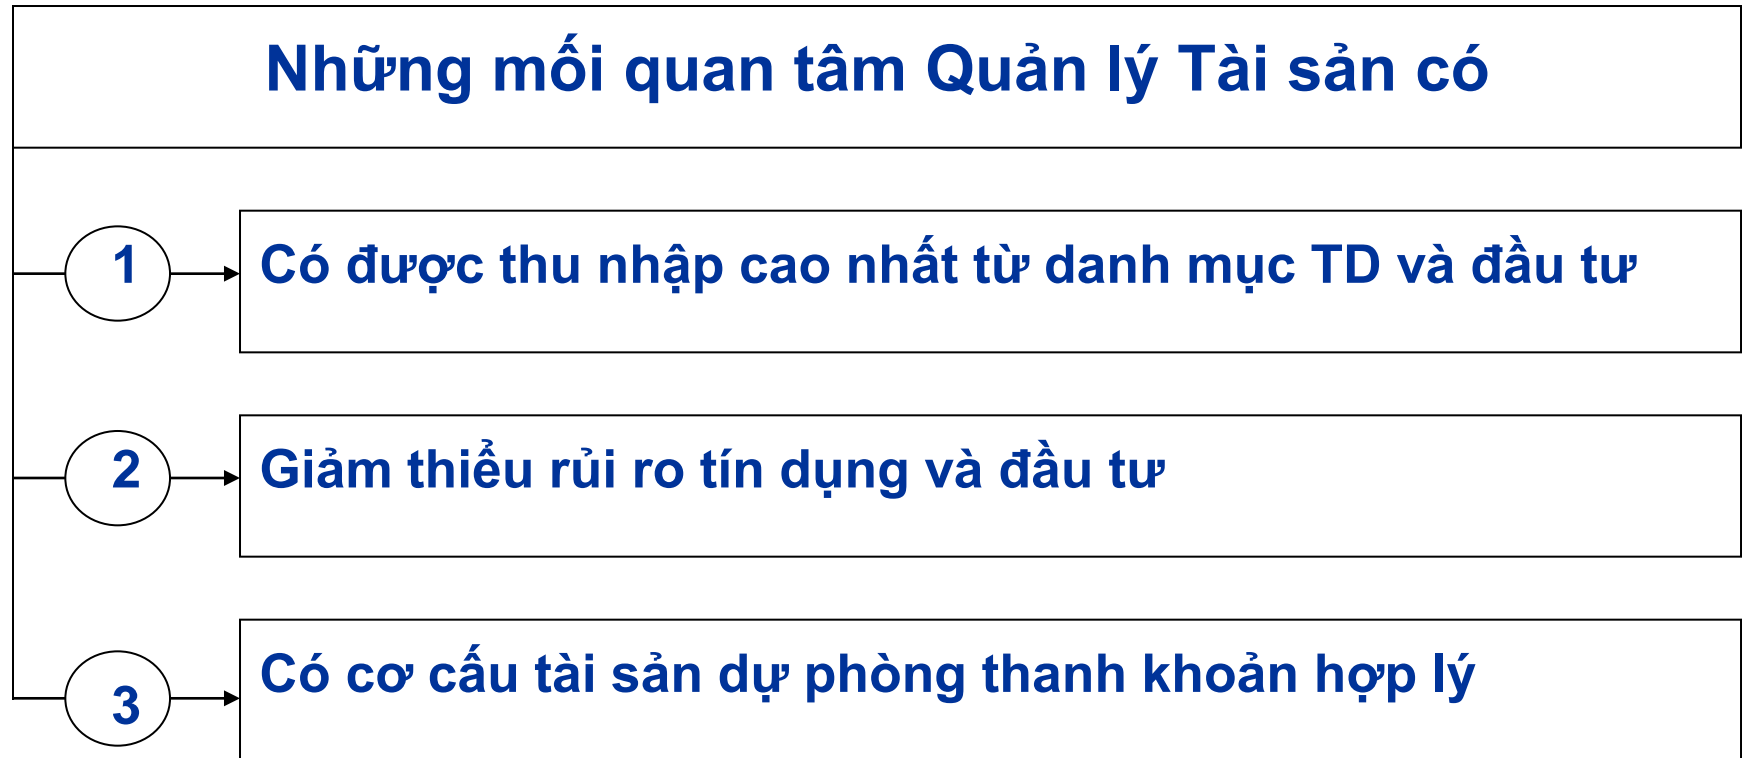 Những mối quan tâm Quản lý Tài sản có
1 Có được thu nhập cao nhất từ danh mục TD và đầu tư
2 Giảm thiểu rủi ro tín dụng và đầu tư
3 Có cơ cấu tài sản dự phòng thanh khoản hợp lý